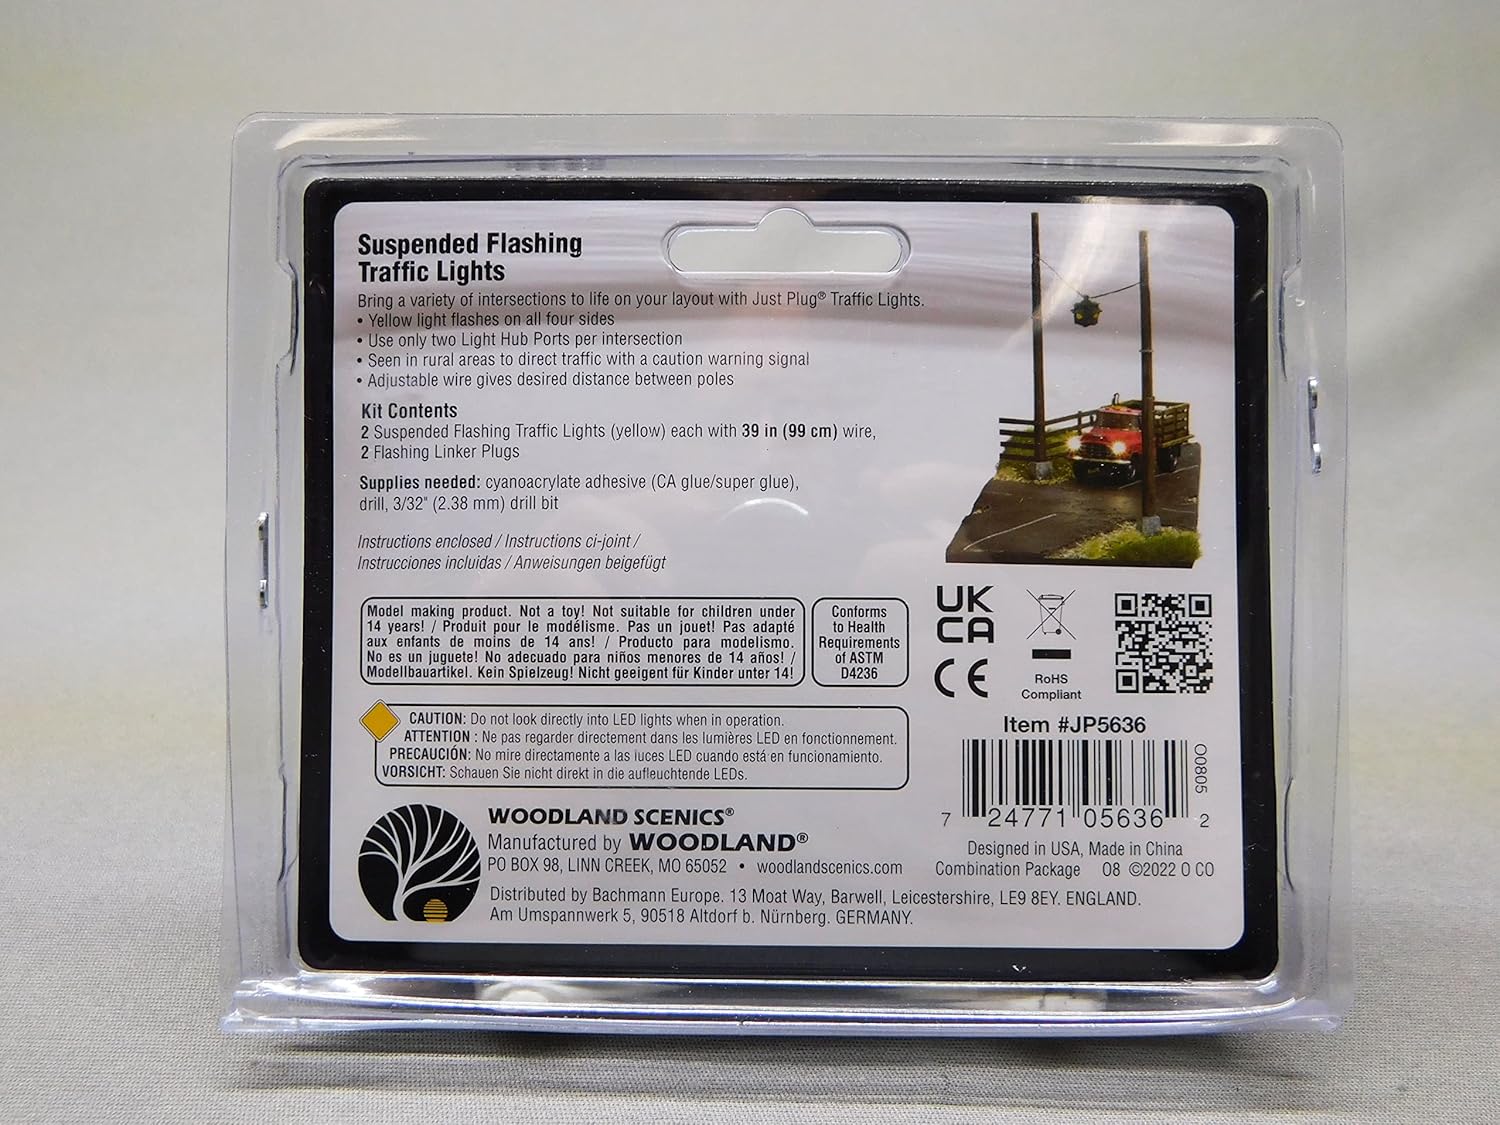 Suspended Flashing
Traffic Lights
Bring a variety of intersections to life on your layout with Just Plug® Traffic Lights.
• Yellow light flashes on all four sides
• Use only two Light Hub Ports per intersection
• Seen in rural areas to direct traffic with a caution warning signal
• Adjustable wire gives desired distance between poles
Kit Contents
2 Suspended Flashing Traffic Lights (yellow) each with 39 in (99 cm) wire,
2 Flashing Linker Plugs
Supplies needed: cyanoacrylate adhesive (CA glue/super glue),
drill, 3/32" (2.38 mm) drill bit
Instructions enclosed / Instructions ci-joint /
Instrucciones incluidas / Anweisungen beigefügt
Model making product. Not a toy! Not suitable for children under
14 years! / Produit pour le modélisme. Pas un jouet! Pas adapté
aux enfants de moins de 14 ans! / Producto para modelismo.
No es un juguete! No adecuado para niños menores de 14 años! /
Modellbauartikel. Kein Spielzeug! Nicht geeigent für Kinder unter 14!
Conforms
to Health
Requirements
of ASTM
D4236
UK
CA
CE
RoHS
Compliant
CAUTION: Do not look directly into LED lights when in operation.
ATTENTION : Ne pas regarder directement dans les lumières LED en fonctionnement.
PRECAUCIÓN: No mire directamente a las luces LED cuando está en funcionamiento.
VORSICHT: Schauen Sie nicht direkt in die aufleuchtende LEDs.
Item #JP5636
00805
7 24771 05636 2
WOODLAND SCENICS®
Manufactured by WOODLAND®
PO BOX 98, LINN CREEK, MO 65052 • woodlandscenics.com
Designed in USA, Made in China
Combination Package 08 ©2022 O CO
Distributed by Bachmann Europe. 13 Moat Way, Barwell, Leicestershire, LE9 8EY. ENGLAND.
Am Umspannwerk 5, 90518 Altdorf b. Nürnberg. GERMANY.